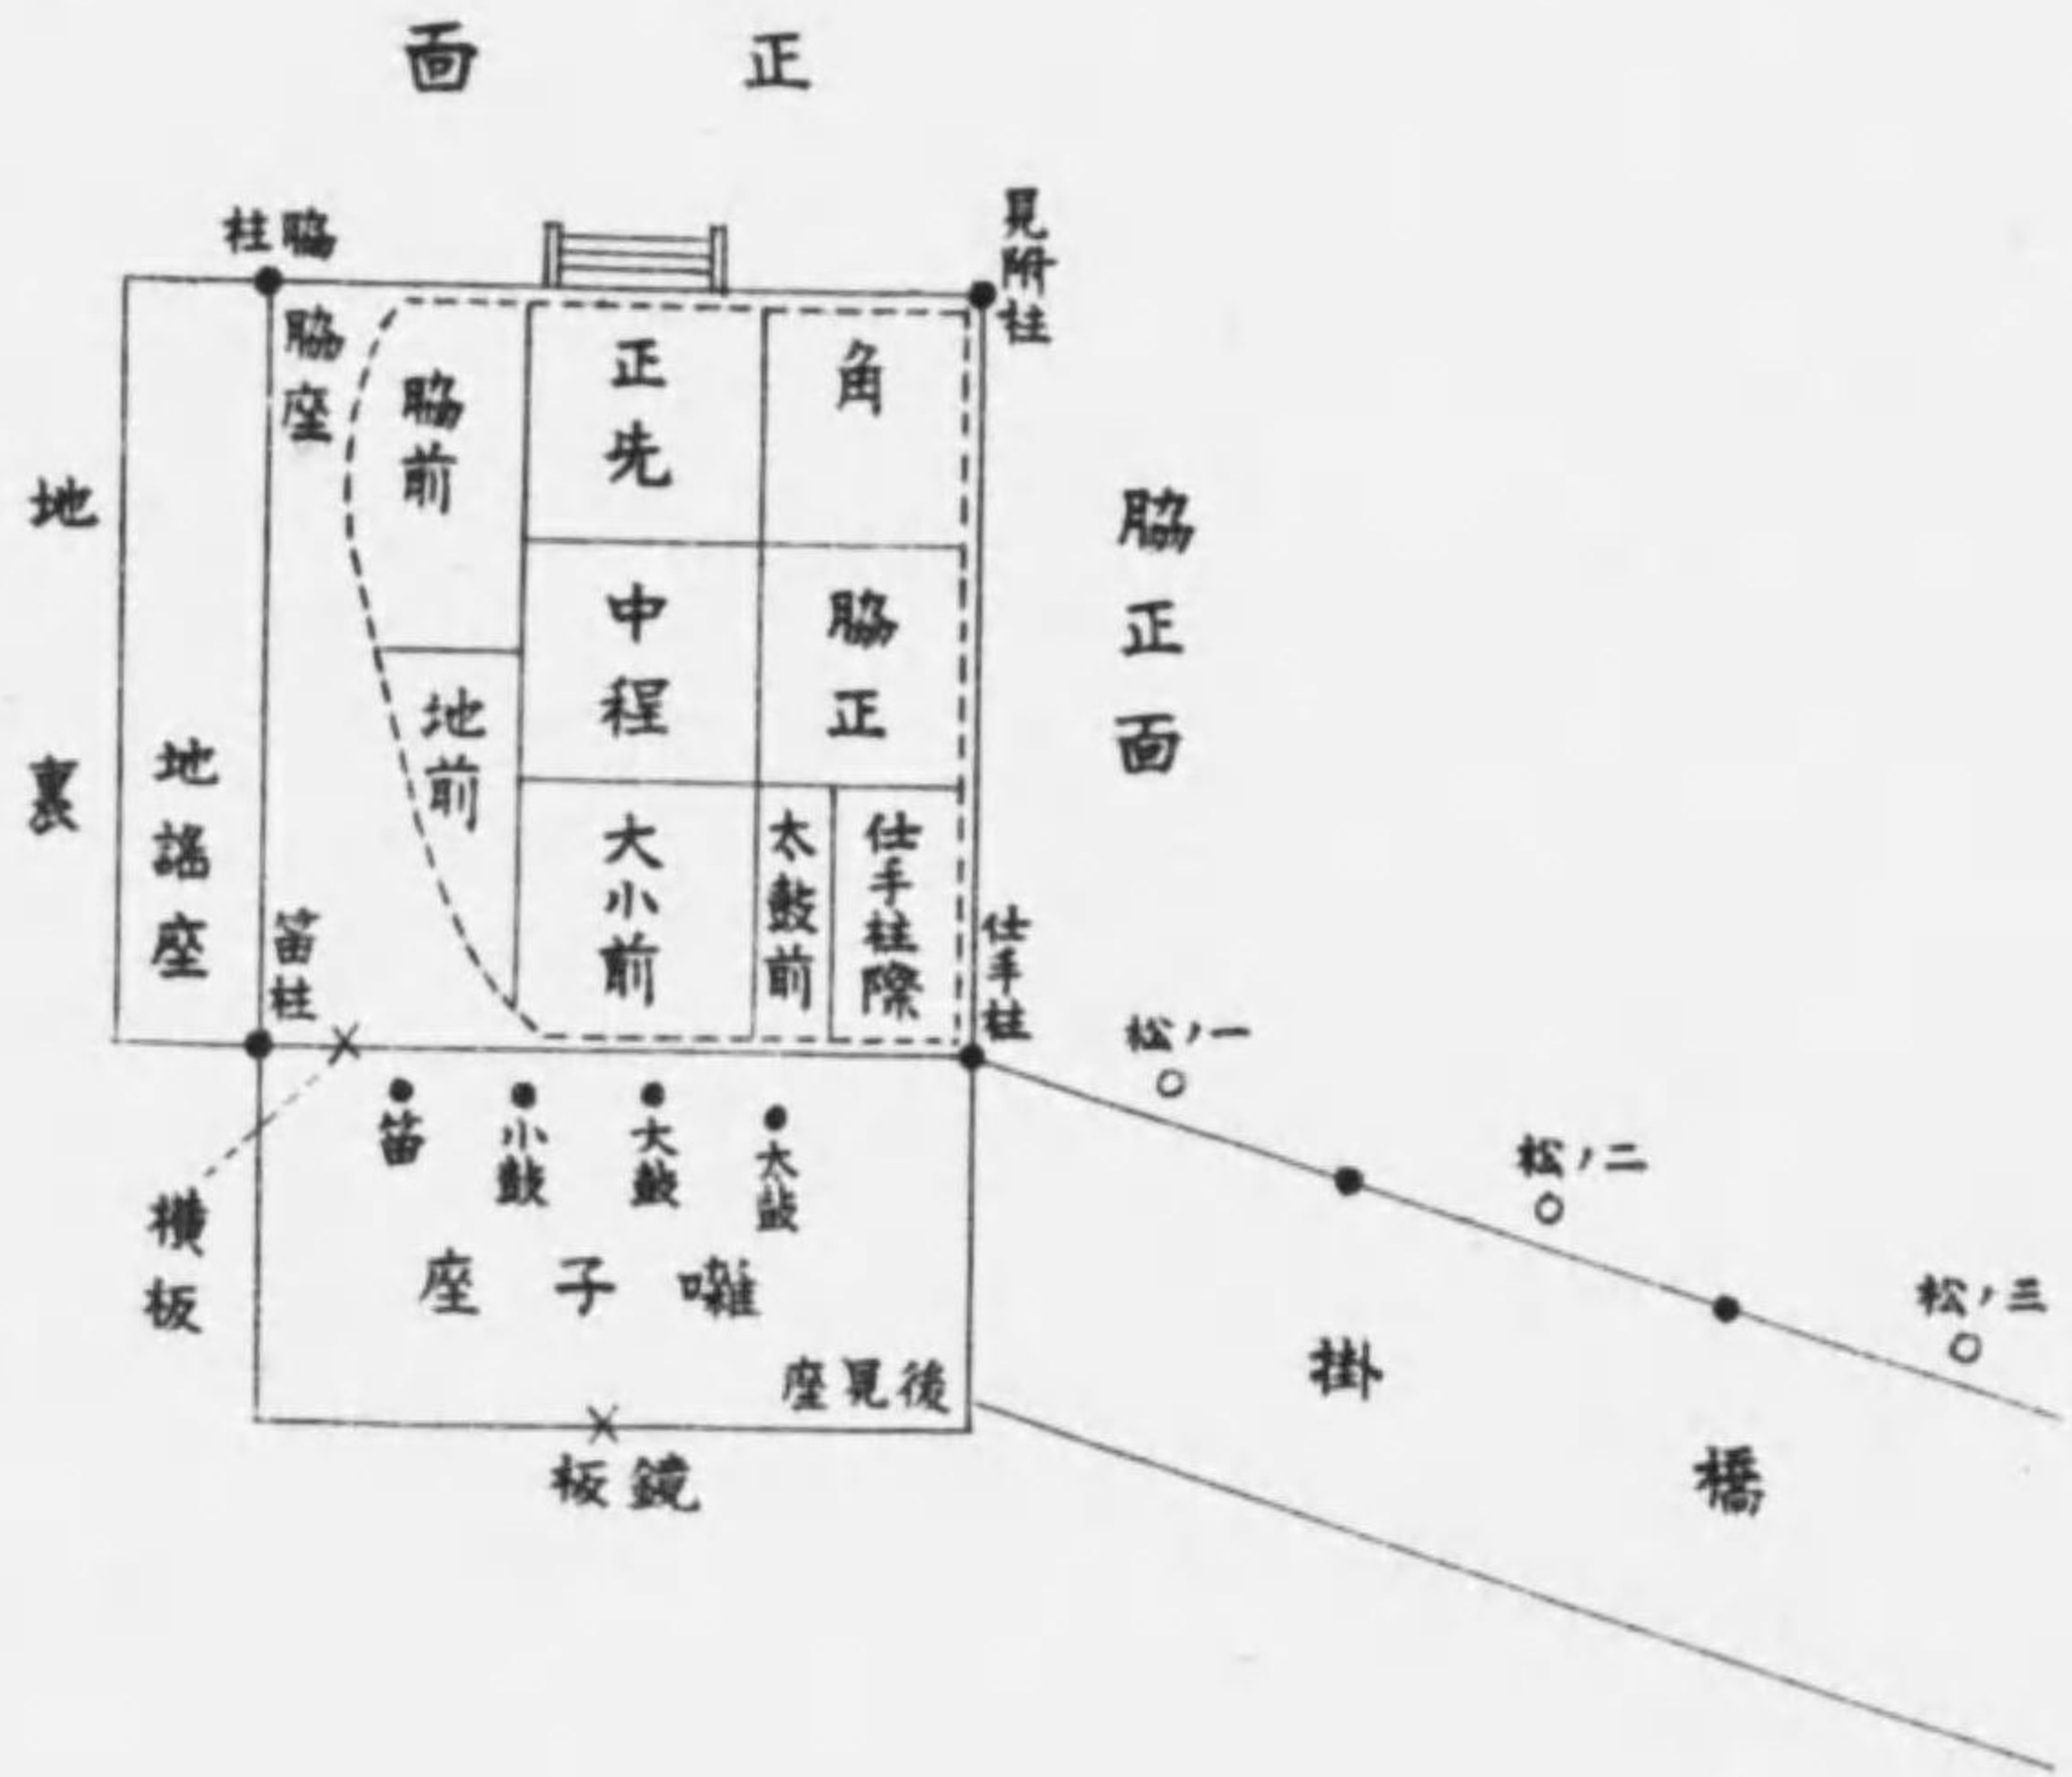 正面
脇柱
見附柱
脇座
脇前
正先
角
地裏
地謡座
中程
脇正
脇正面
地前
大小前
太鼓前
仕手柱際
笛柱
仕手柱
笛
小鼓
大鼓
太鼓
横板
囃子座
後見座
鏡板
松ノ一
松ノ二
松ノ三
掛橋